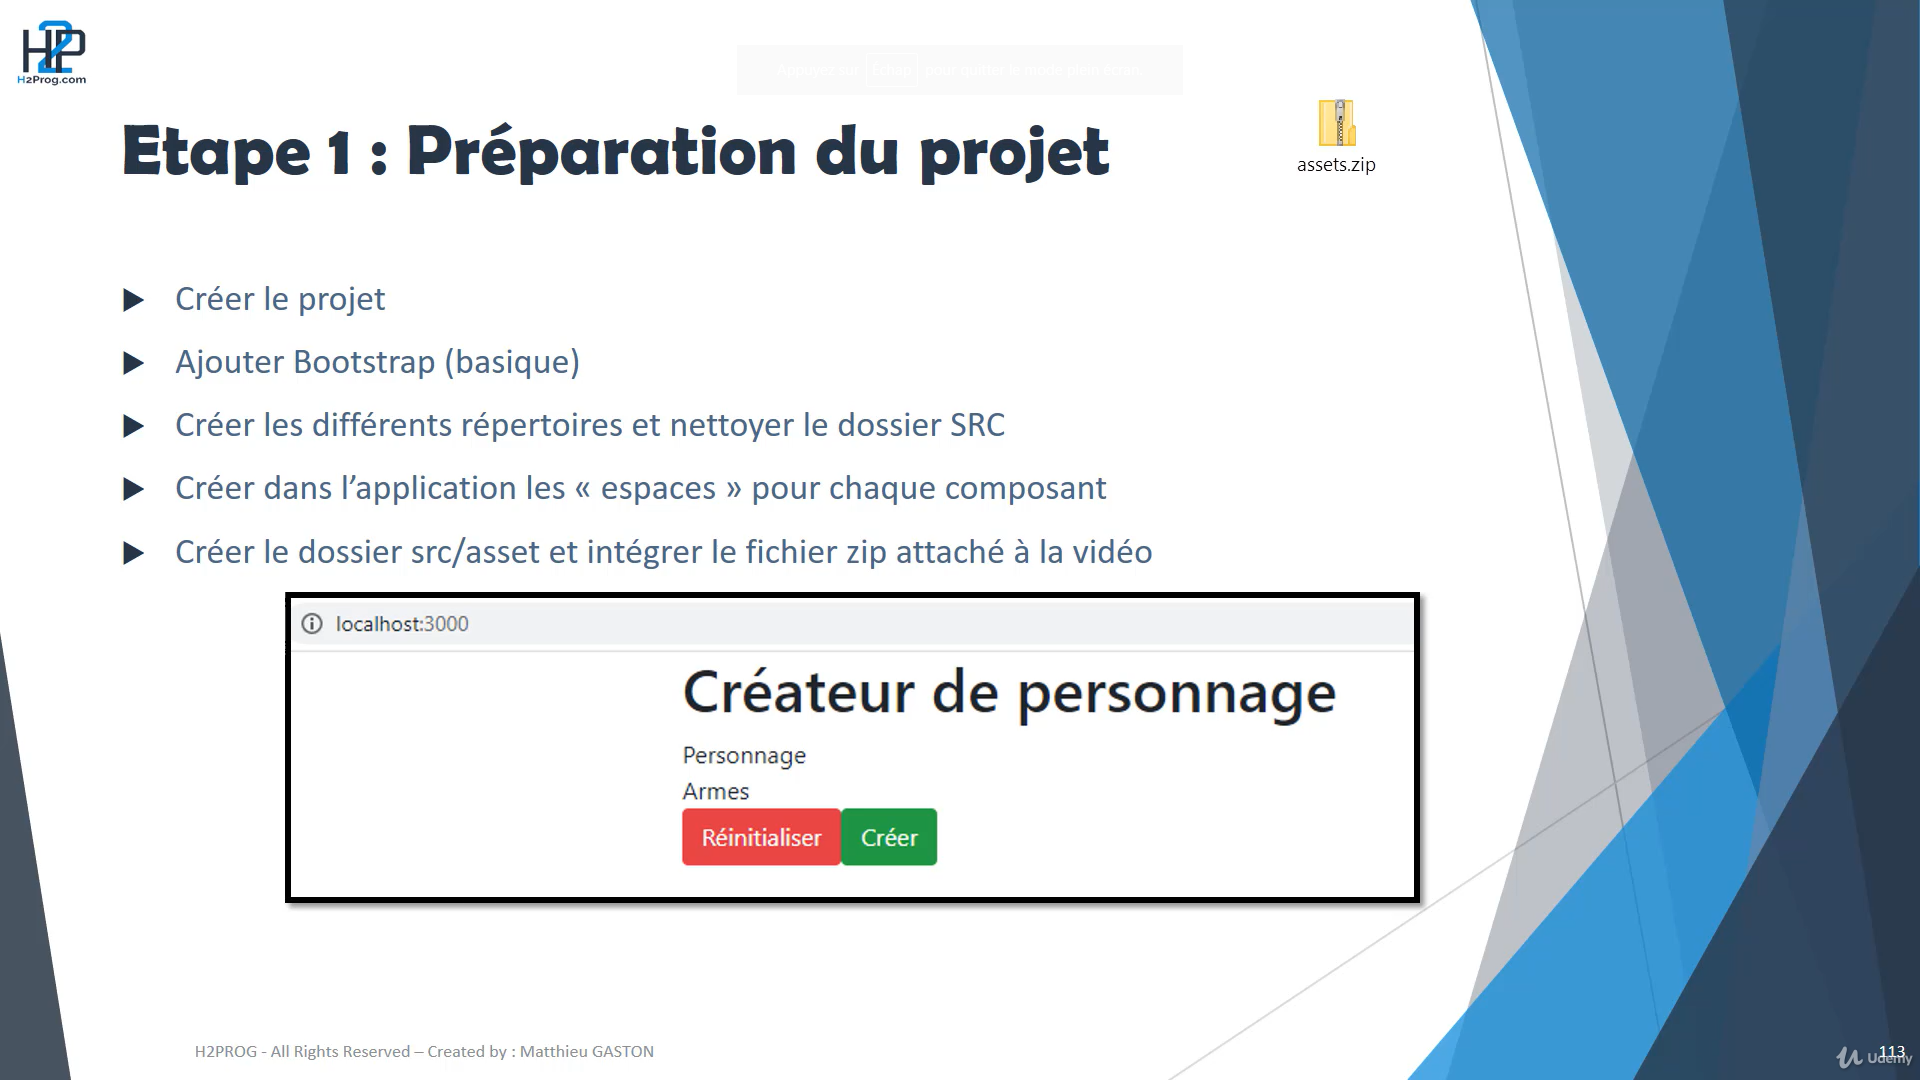 H2P
H2Prog.com
Appuyez sur Echap pour quitter le mode plein écran
assets.zip
Etape 1 : Préparation du projet
Créer le projet
Ajouter Bootstrap (basique)
Créer les différents répertoires et nettoyer le dossier SRC
Créer dans l’application les « espaces » pour chaque composant
Créer le dossier src/asset et intégrer le fichier zip attaché à la vidéo
localhost:3000
Créateur de personnage
Personnage
Armes
Réinitialiser Créer
H2PROG - All Rights Reserved – Created by : Matthieu GASTON
113
Udemy